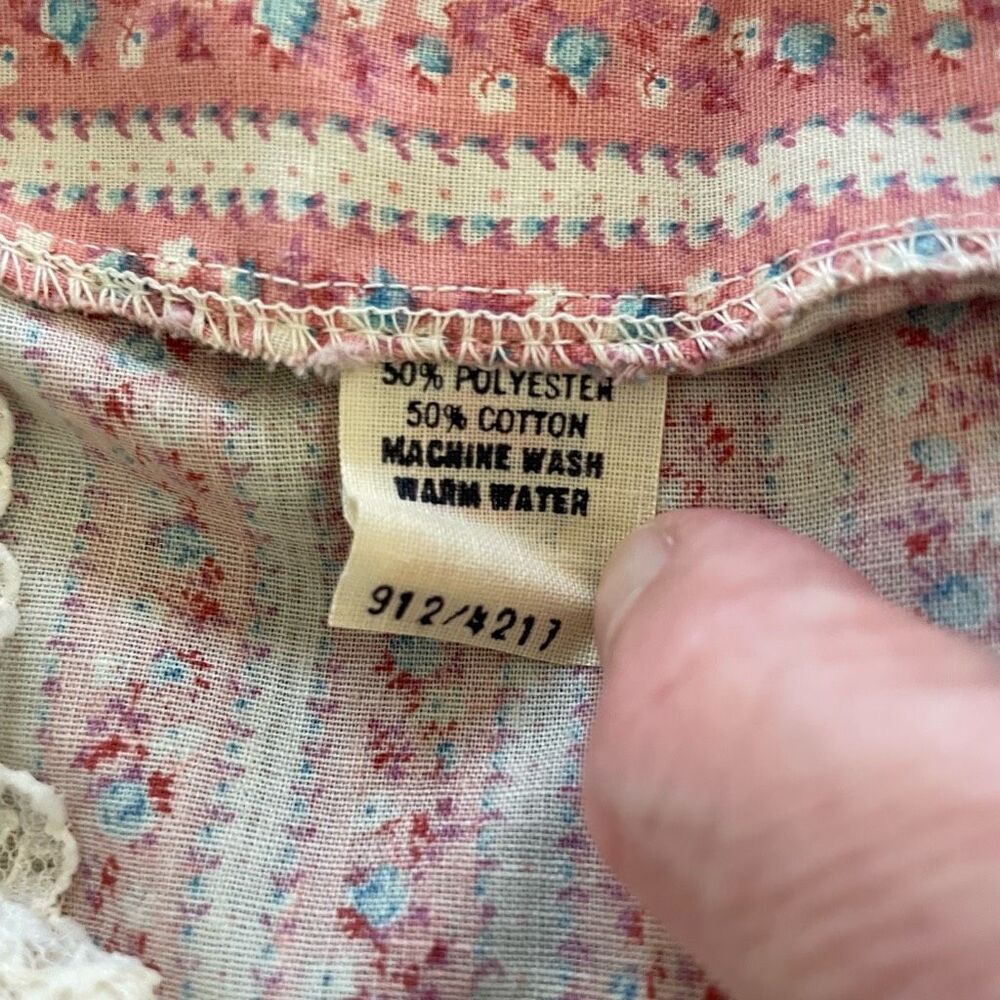 50% POLYESTER
50% COTTON
MACHINE WASH
WARM WATER
912/4217